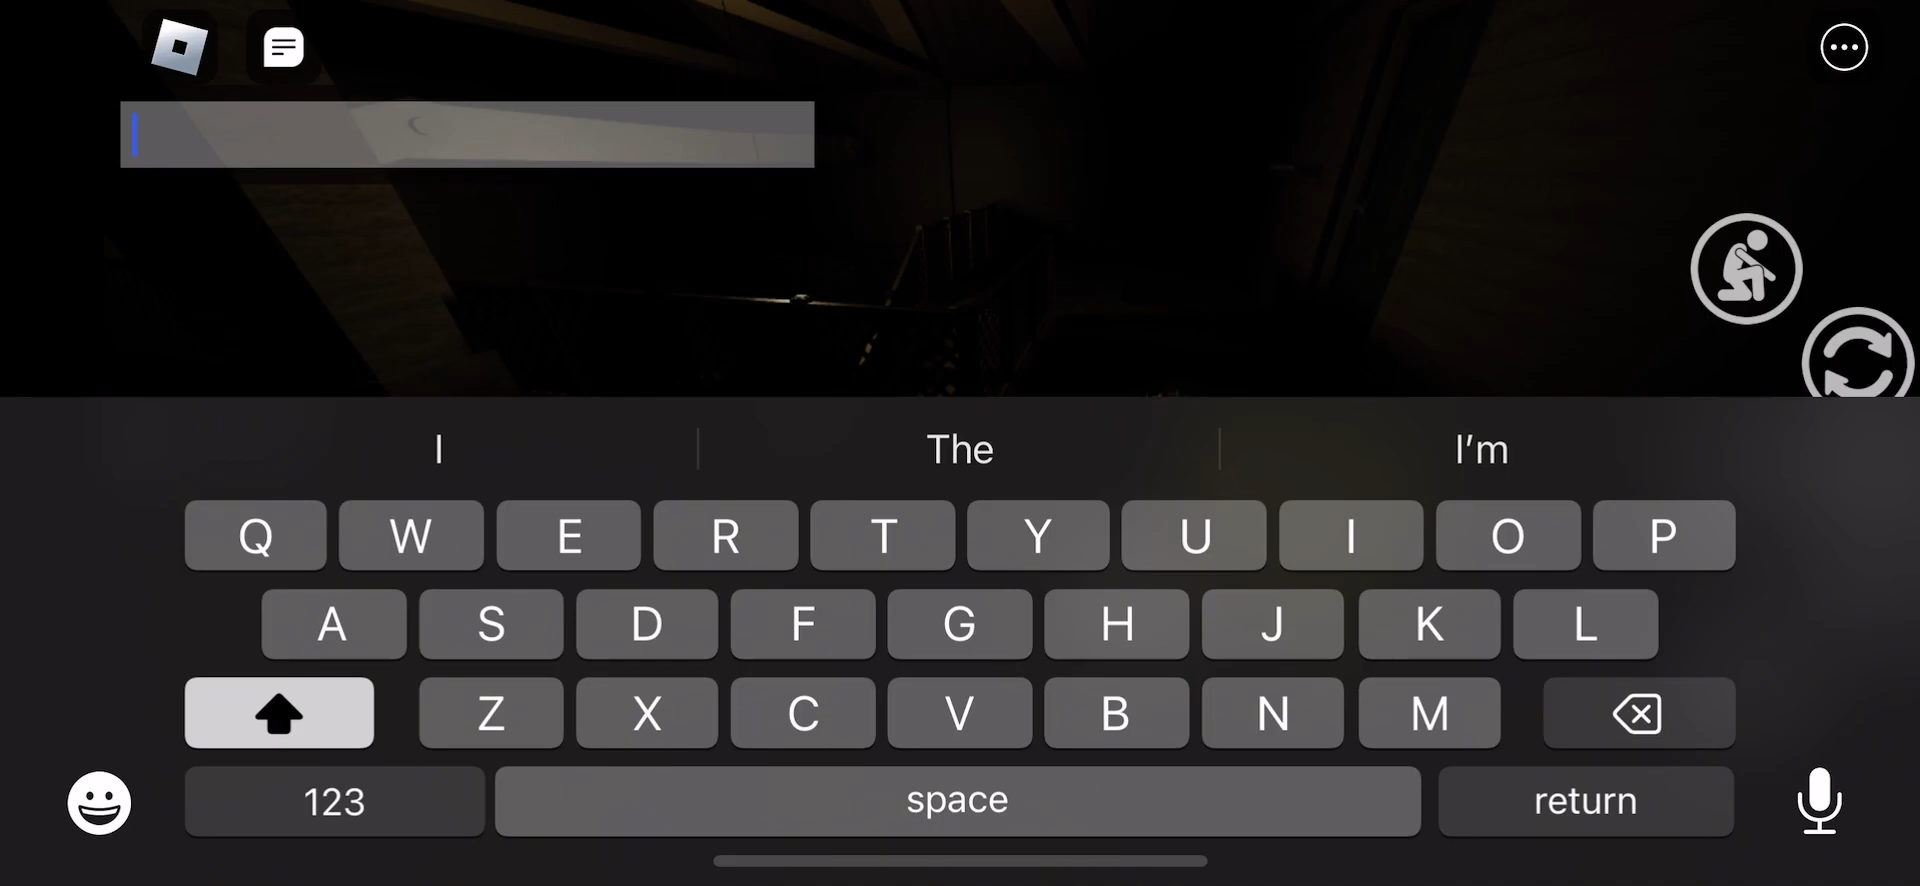 I The I’m
Q W E R T Y U I O P
A S D F G H J K L
Z X C V B N M
123 space return